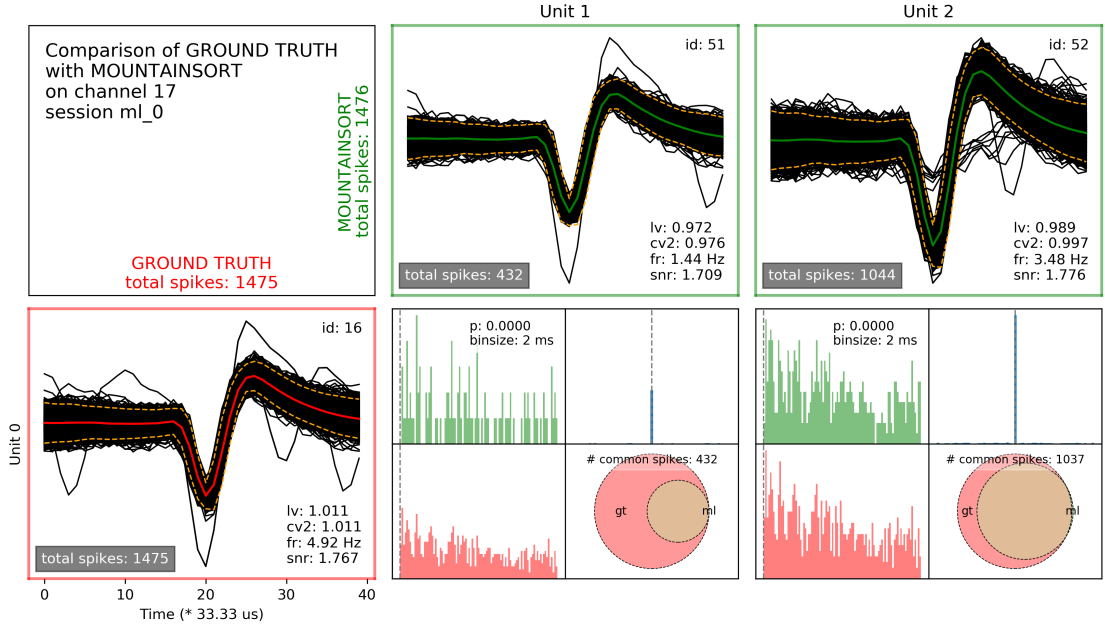 Unit 1
Unit 2
Comparison of GROUND TRUTH
with MOUNTAINSORT
on channel 17
session ml_0
MOUNTAINSORT
total spikes: 1476
GROUND TRUTH
total spikes: 1475
id: 51
lv: 0.972
cv2: 0.976
fr: 1.44 Hz
snr: 1.709
total spikes: 432
id: 52
lv: 0.989
cv2: 0.997
fr: 3.48 Hz
snr: 1.776
total spikes: 1044
Unit 0
id: 16
lv: 1.011
cv2: 1.011
fr: 4.92 Hz
snr: 1.767
total spikes: 1475
0 10 20 30 40
Time (* 33.33 us)
p: 0.0000
binsize: 2 ms
# common spikes: 432
gt
ml
p: 0.0000
binsize: 2 ms
# common spikes: 1037
gt
ml